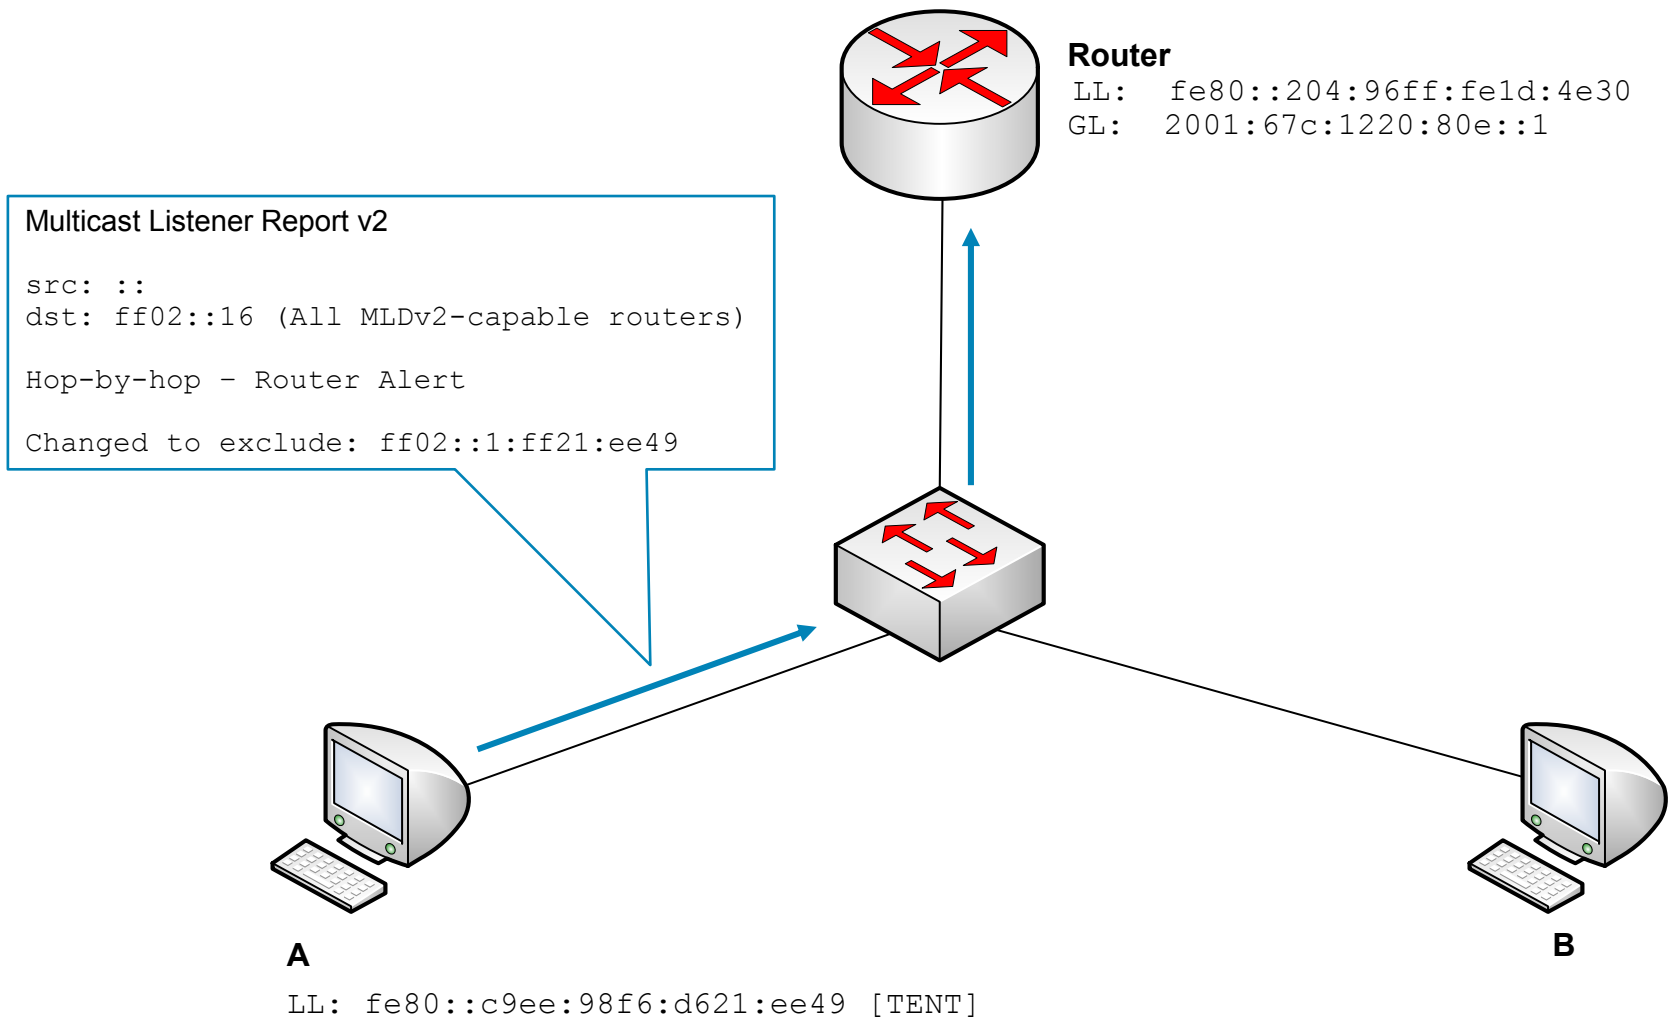 Router
LL: fe80::204:96ff:fe1d:4e30
GL: 2001:67c:1220:80e::1
Multicast Listener Report v2
src: ::
dst: ff02::16 (All MLDv2-capable routers)
Hop-by-hop – Router Alert
Changed to exclude: ff02::1:ff21:ee49
A
B
LL: fe80::c9ee:98f6:d621:ee49 [TENT]